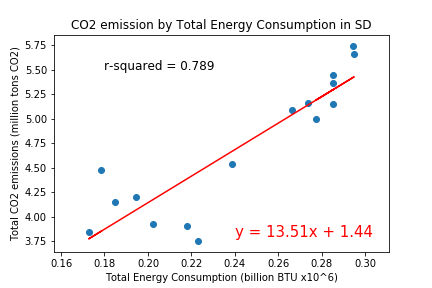 CO2 emission by Total Energy Consumption in SD
Total CO2 emissions (million tons CO2)
5.75
5.50
5.25
5.00
4.75
4.50
4.25
4.00
3.75
r-squared = 0.789
y = 13.51x + 1.44
0.16 0.18 0.20 0.22 0.24 0.26 0.28 0.30
Total Energy Consumption (billion BTU x10^6)